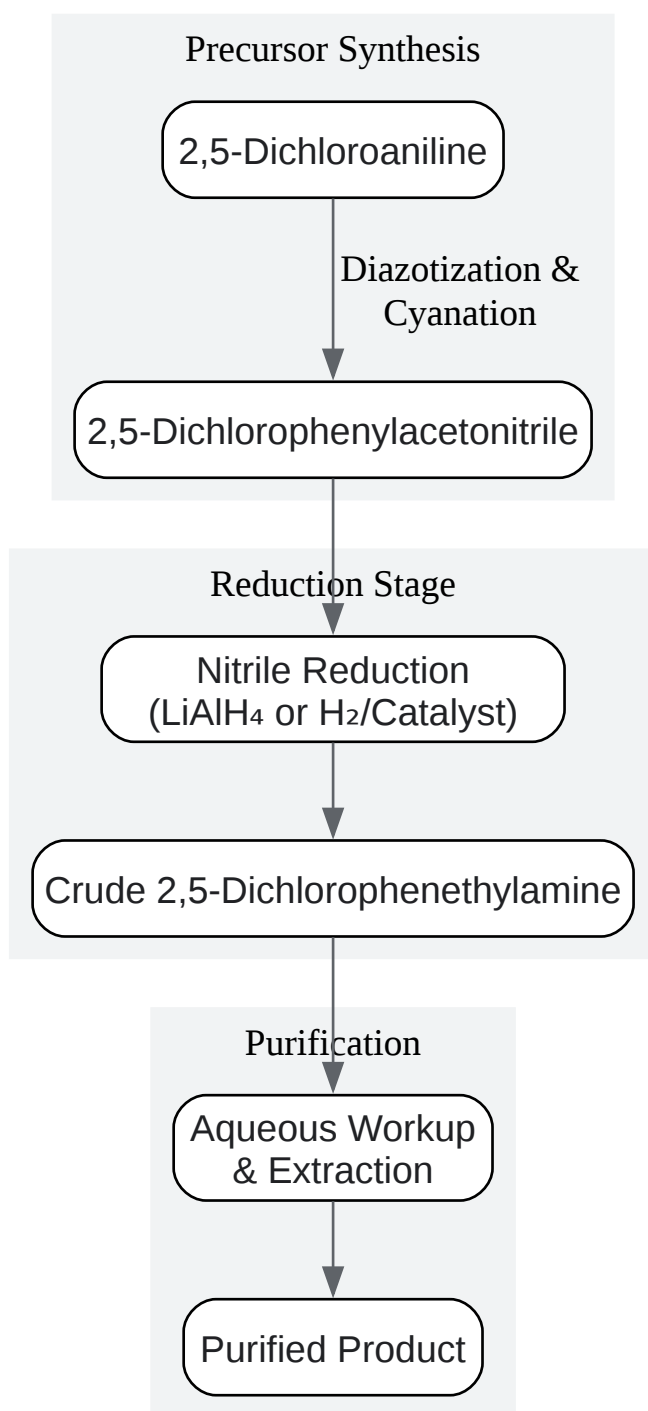 Precursor Synthesis
2,5-Dichloroaniline
Diazotization &
Cyanation
2,5-Dichlorophenylacetonitrile
Reduction Stage
Nitrile Reduction
(LiAlH₄ or H₂/Catalyst)
Crude 2,5-Dichlorophenethylamine
Purification
Aqueous Workup
& Extraction
Purified Product